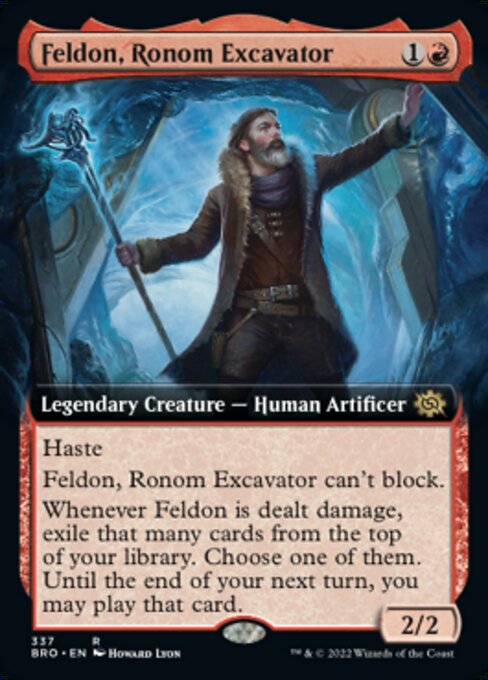 Feldon, Ronom Excavator 1
Legendary Creature — Human Artificer
Haste
Feldon, Ronom Excavator can't block.
Whenever Feldon is dealt damage,
exile that many cards from the top
of your library. Choose one of them.
Until the end of your next turn, you
may play that card.
2/2
337 R
BRO • EN Howard Lyon
™ & © 2022 Wizards of the Coast